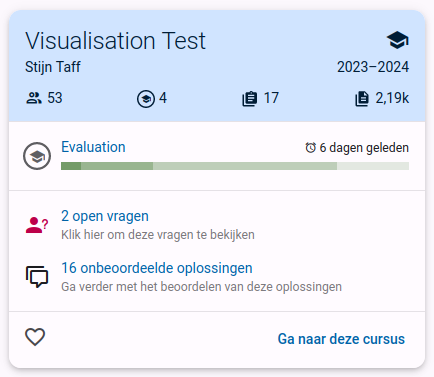 Visualisation Test
Stijn Taff 2023–2024
53 4 17 2,19k
Evaluation 6 dagen geleden
2 open vragen
Klik hier om deze vragen te bekijken
16 onbeoordeelde oplossingen
Ga verder met het beoordelen van deze oplossingen
Ga naar deze cursus